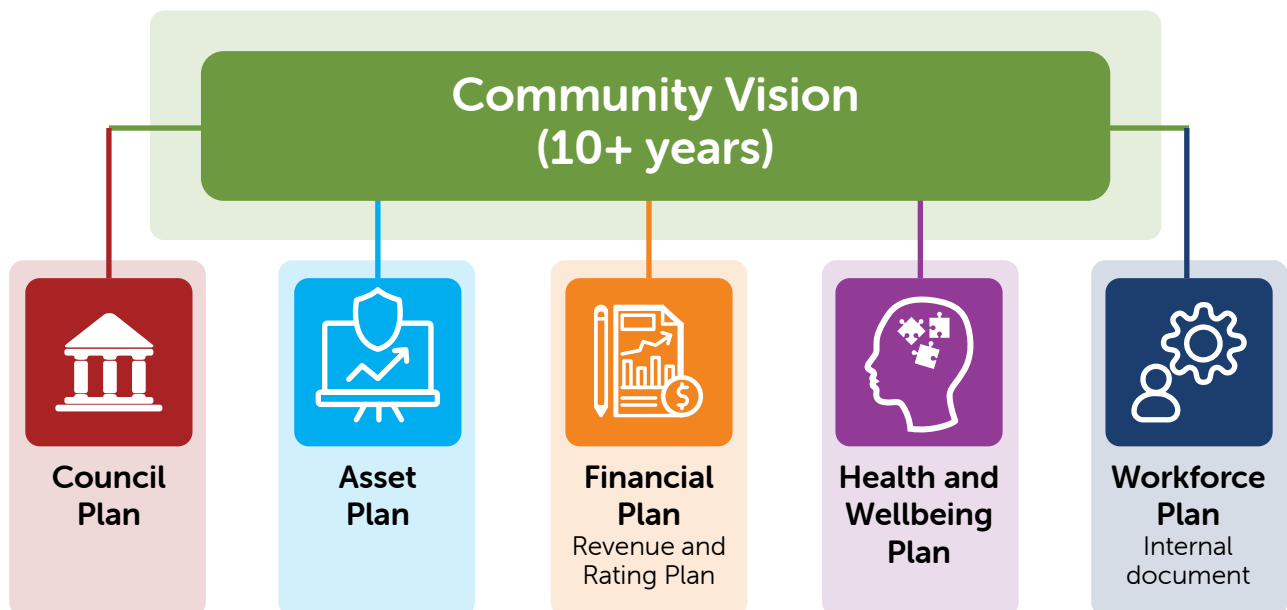 Community Vision
(10+ years)
Council
Plan
Asset
Plan
$
Financial
Plan
Revenue and
Rating Plan
Health and
Wellbeing
Plan
Workforce
Plan
Internal
document